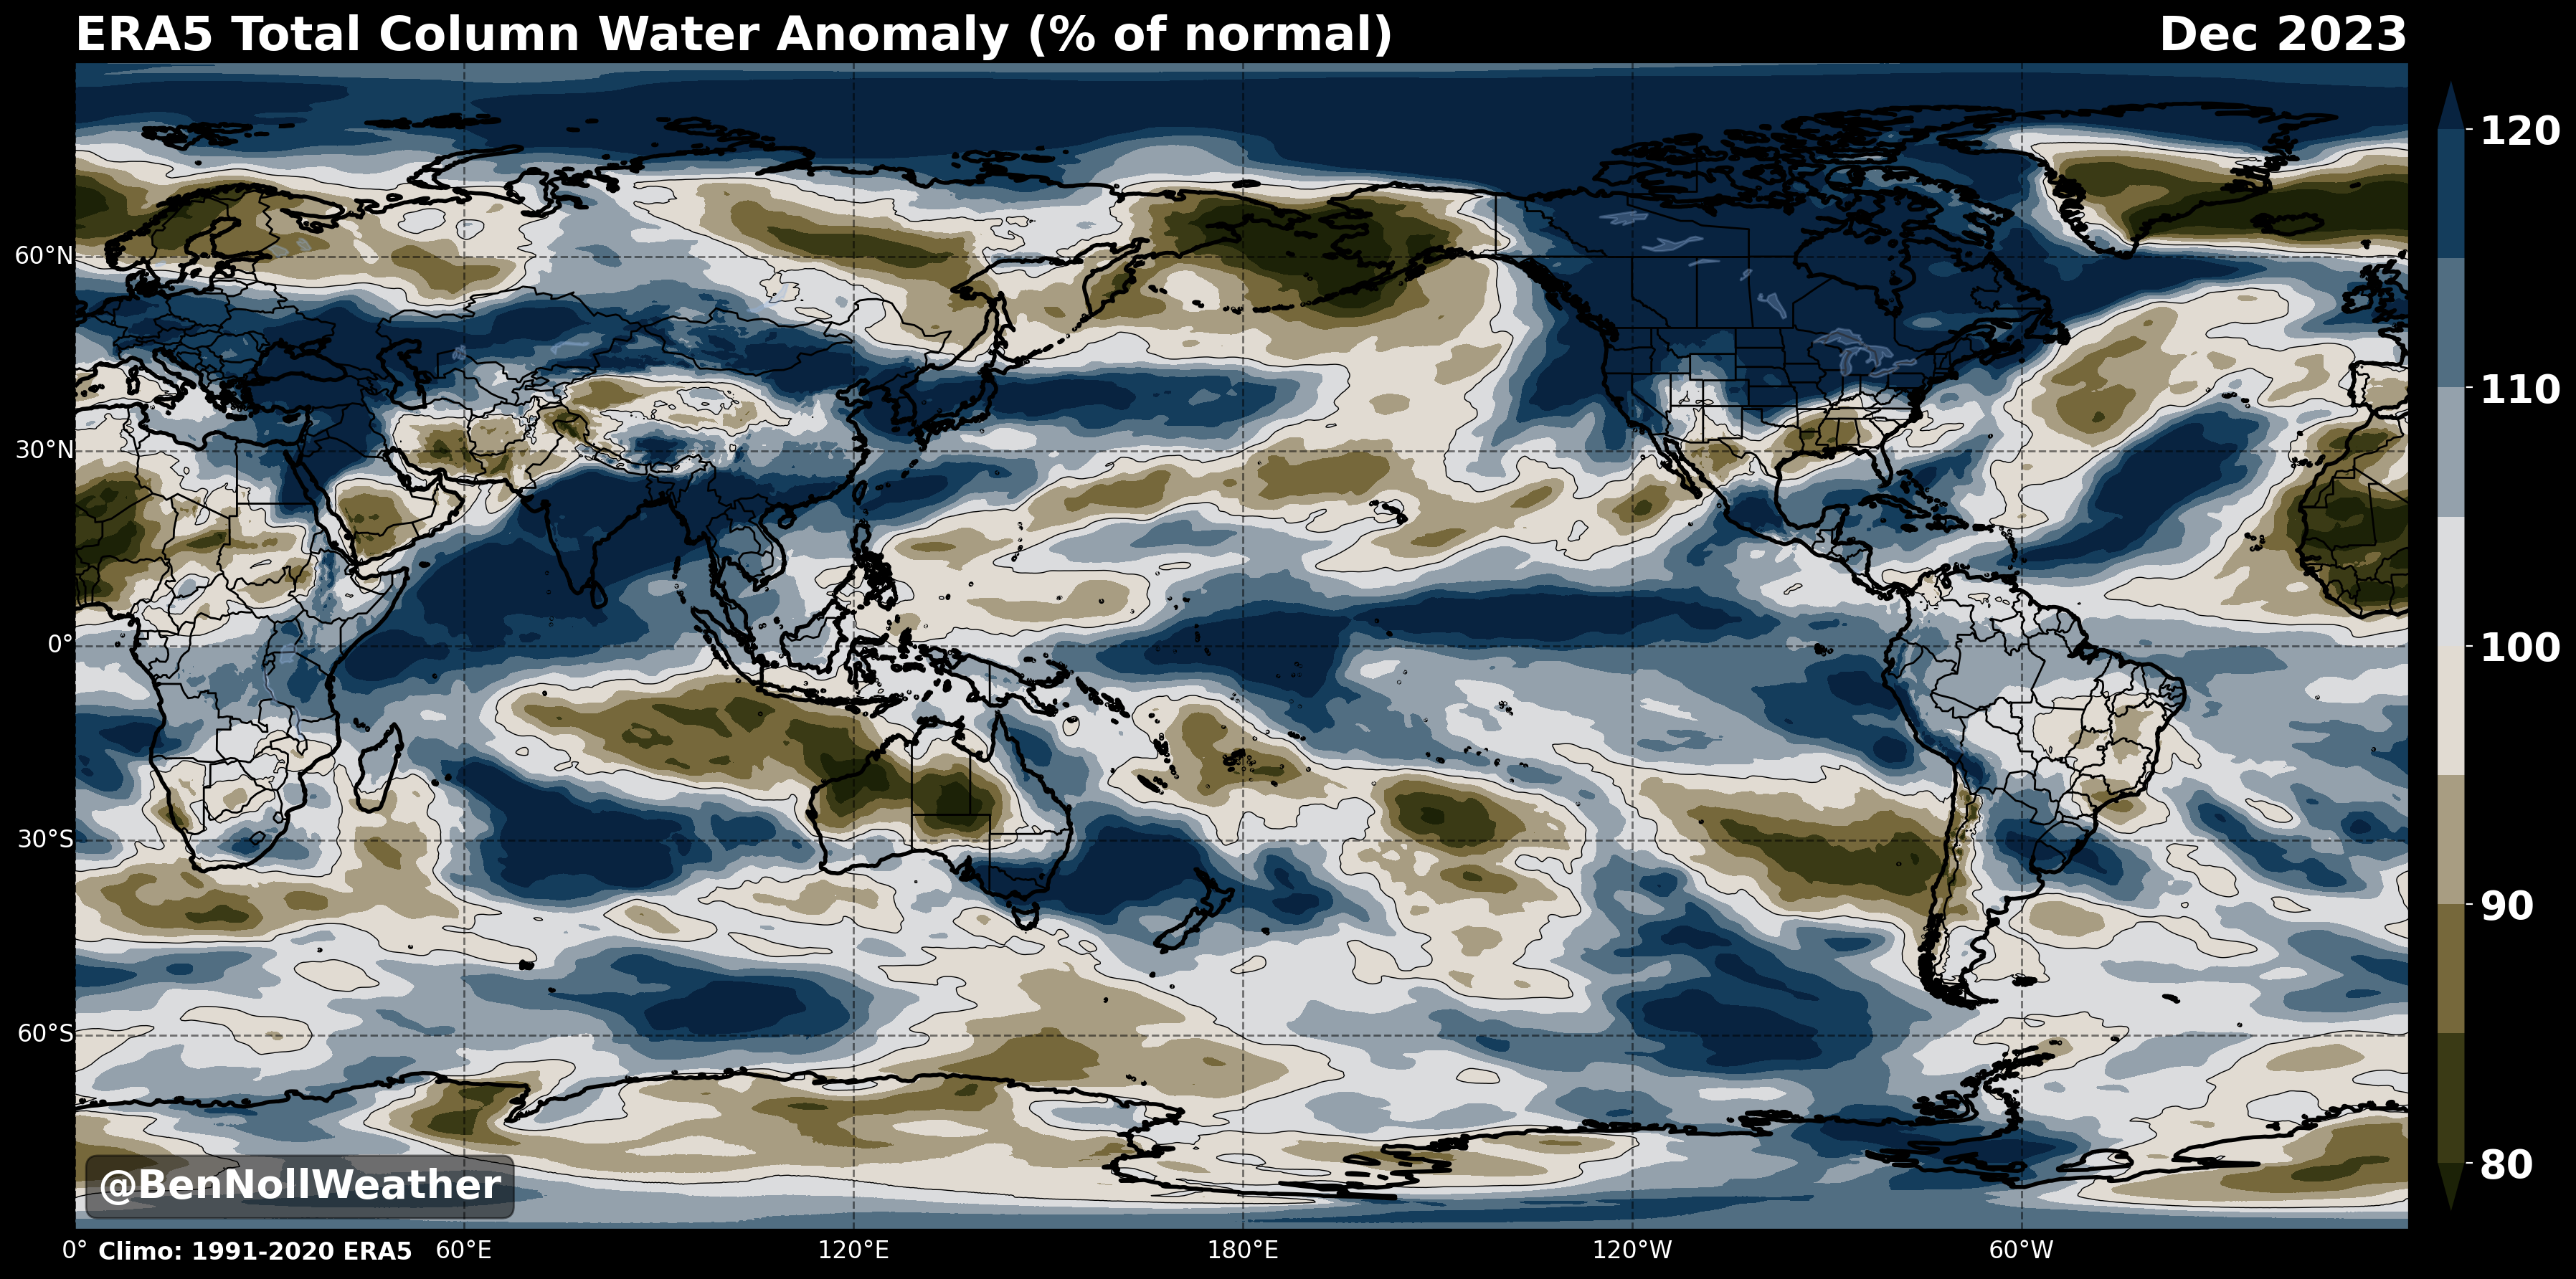 ERA5 Total Column Water Anomaly (% of normal) Dec 2023
120
60°N
110
30°N
0° 100
30°S
90
60°S
80
@BenNollWeather
0° Climo: 1991-2020 ERA5 60°E 120°E 180°E 120°W 60°W